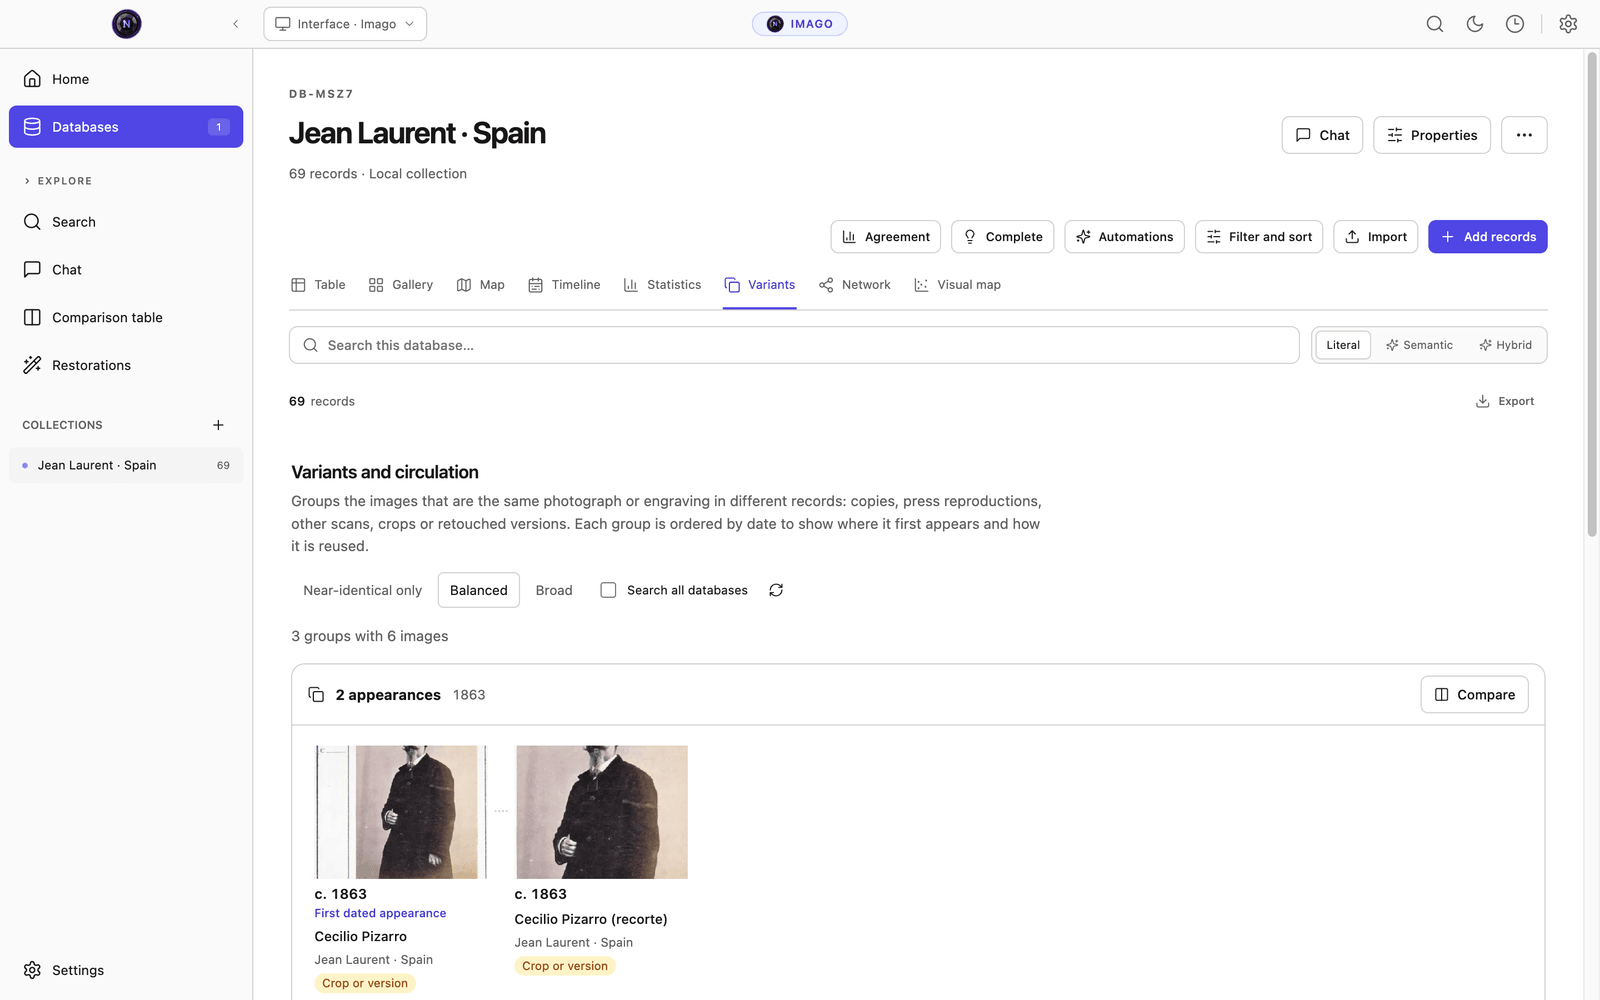 Interface · Imago
IMAGO
Home
Databases 1
EXPLORE
Search
Chat
Comparison table
Restorations
COLLECTIONS
Jean Laurent · Spain 69
Settings
DB-MSZ7
Jean Laurent · Spain
69 records · Local collection
Chat
Properties
Agreement
Complete
Automations
Filter and sort
Import
Add records
Table
Gallery
Map
Timeline
Statistics
Variants
Network
Visual map
Search this database...
Literal
Semantic
Hybrid
69 records
Export
Variants and circulation
Groups the images that are the same photograph or engraving in different records: copies, press reproductions,
other scans, crops or retouched versions. Each group is ordered by date to show where it first appears and how
it is reused.
Near-identical only
Balanced
Broad
Search all databases
3 groups with 6 images
2 appearances 1863
Compare
c. 1863
First dated appearance
Cecilio Pizarro
Jean Laurent · Spain
Crop or version
c. 1863
Cecilio Pizarro (recorte)
Jean Laurent · Spain
Crop or version